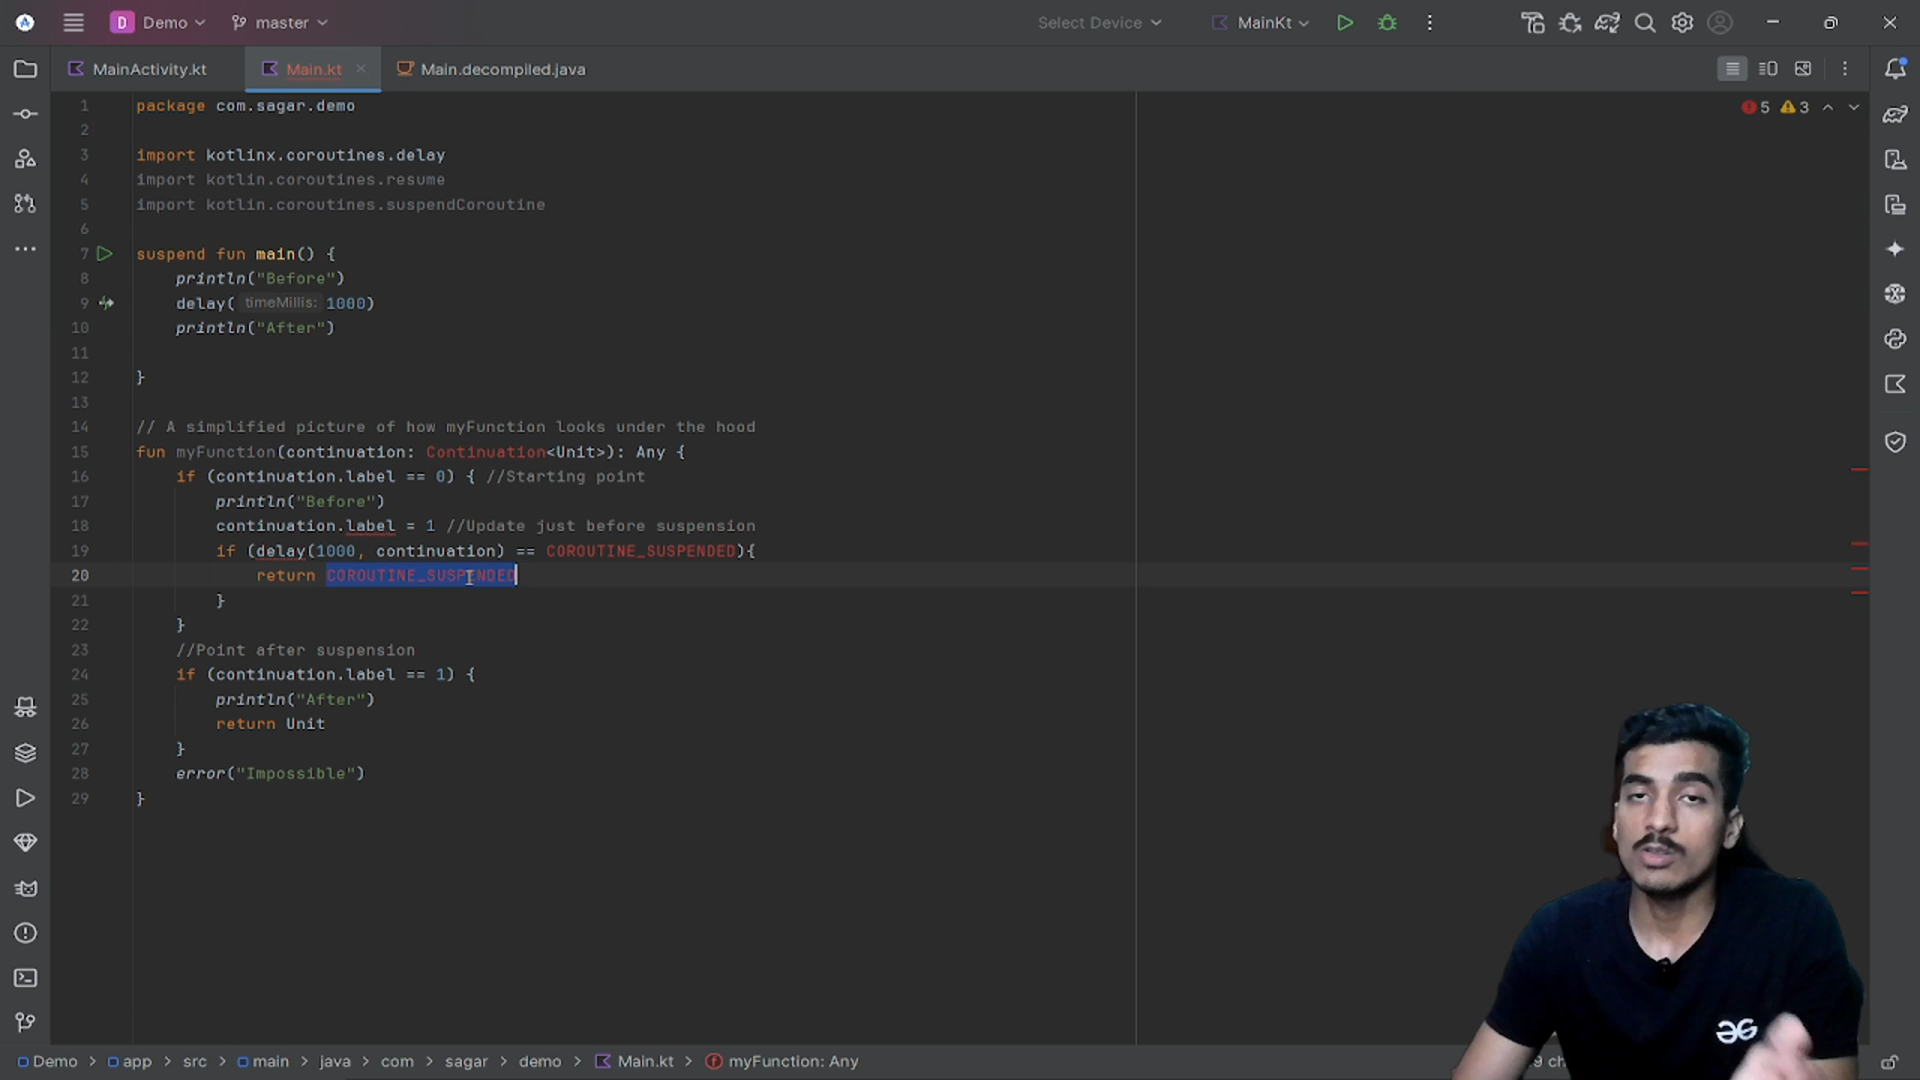 D Demo master Select Device MainKt
MainActivity.kt Main.kt Main.decompiled.java
5 3
1 package com.sagar.demo
2
3 import kotlinx.coroutines.delay
4 import kotlin.coroutines.resume
5 import kotlin.coroutines.suspendCoroutine
6
7 suspend fun main() {
8 println("Before")
9 delay( timeMillis: 1000)
10 println("After")
11
12 }
13
14 // A simplified picture of how myFunction looks under the hood
15 fun myFunction(continuation: Continuation<Unit>): Any {
16 if (continuation.label == 0) { //Starting point
17 println("Before")
18 continuation.label = 1 //Update just before suspension
19 if (delay(1000, continuation) == COROUTINE_SUSPENDED){
20 return COROUTINE_SUSPENDED
21 }
22 }
23 //Point after suspension
24 if (continuation.label == 1) {
25 println("After")
26 return Unit
27 }
28 error("Impossible")
29 }
Demo > app > src > main > java > com > sagar > demo > Main.kt > myFunction: Any